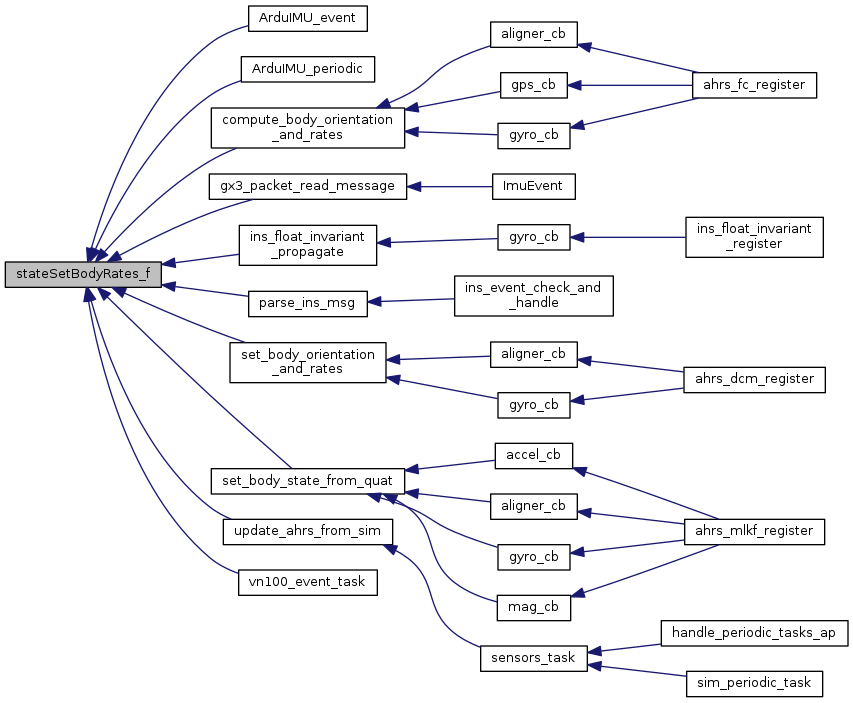 stateSetBodyRates_f
ArduIMU_event
ArduIMU_periodic
compute_body_orientation
_and_rates
gx3_packet_read_message
ins_float_invariant
_propagate
parse_ins_msg
set_body_orientation
_and_rates
set_body_state_from_quat
update_ahrs_from_sim
vn100_event_task
aligner_cb
gps_cb
gyro_cb
ImuEvent
gyro_cb
ins_event_check_and
_handle
aligner_cb
gyro_cb
accel_cb
aligner_cb
gyro_cb
mag_cb
sensors_task
ahrs_fc_register
ins_float_invariant
_register
ahrs_dcm_register
ahrs_mlkf_register
handle_periodic_tasks_ap
sim_periodic_task